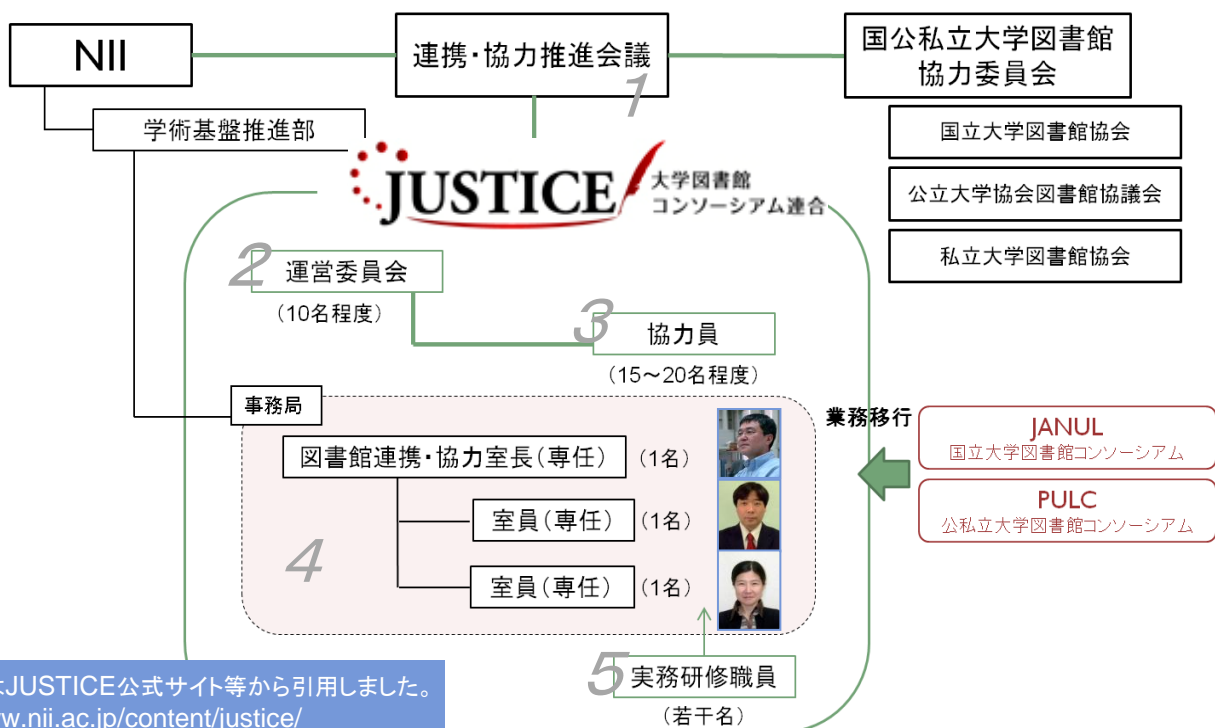 NII
連携・協力推進会議
1
国公私立大学図書館
協力委員会
学術基盤推進部
国立大学図書館協会
公立大学協会図書館協議会
私立大学図書館協会
JUSTICE
大学図書館
コンソーシアム連合
2
運営委員会
(10名程度)
3
協力員
(15～20名程度)
事務局
図書館連携・協力室長(専任)
(1名)
室員(専任)
(1名)
室員(専任)
(1名)
4
業務移行
JANUL
国立大学図書館コンソーシアム
PULC
公私立大学図書館コンソーシアム
5
実務研修職員
(若干名)
JUSTICE公式サイト等から引用しました。
ww.nii.ac.jp/content/justice/